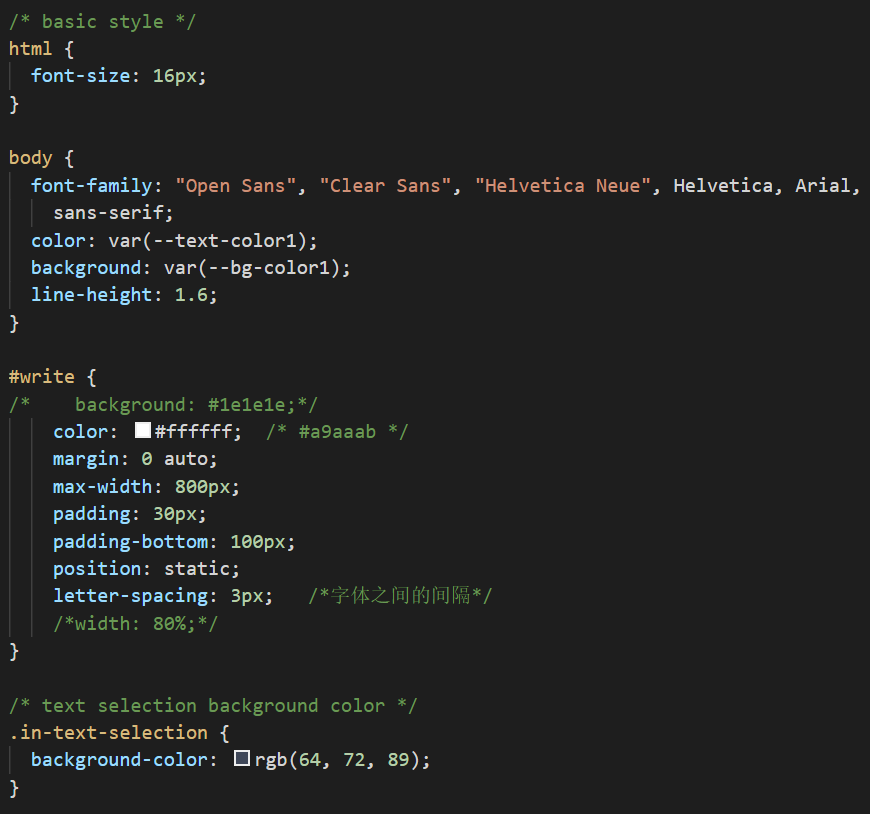 /* basic style */
html {
  font-size: 16px;
}

body {
  font-family: "Open Sans", "Clear Sans", "Helvetica Neue", Helvetica, Arial,
    sans-serif;
  color: var(--text-color1);
  background: var(--bg-color1);
  line-height: 1.6;
}

#write {
/*    background: #1e1e1e;*/
    color: #ffffff;  /* #a9aaab */
    margin: 0 auto;
    max-width: 800px;
    padding: 30px;
    padding-bottom: 100px;
    position: static;
    letter-spacing: 3px;   /*字体之间的间隔*/
    /*width: 80%;*/
}

/* text selection background color */
.in-text-selection {
  background-color: rgb(64, 72, 89);
}